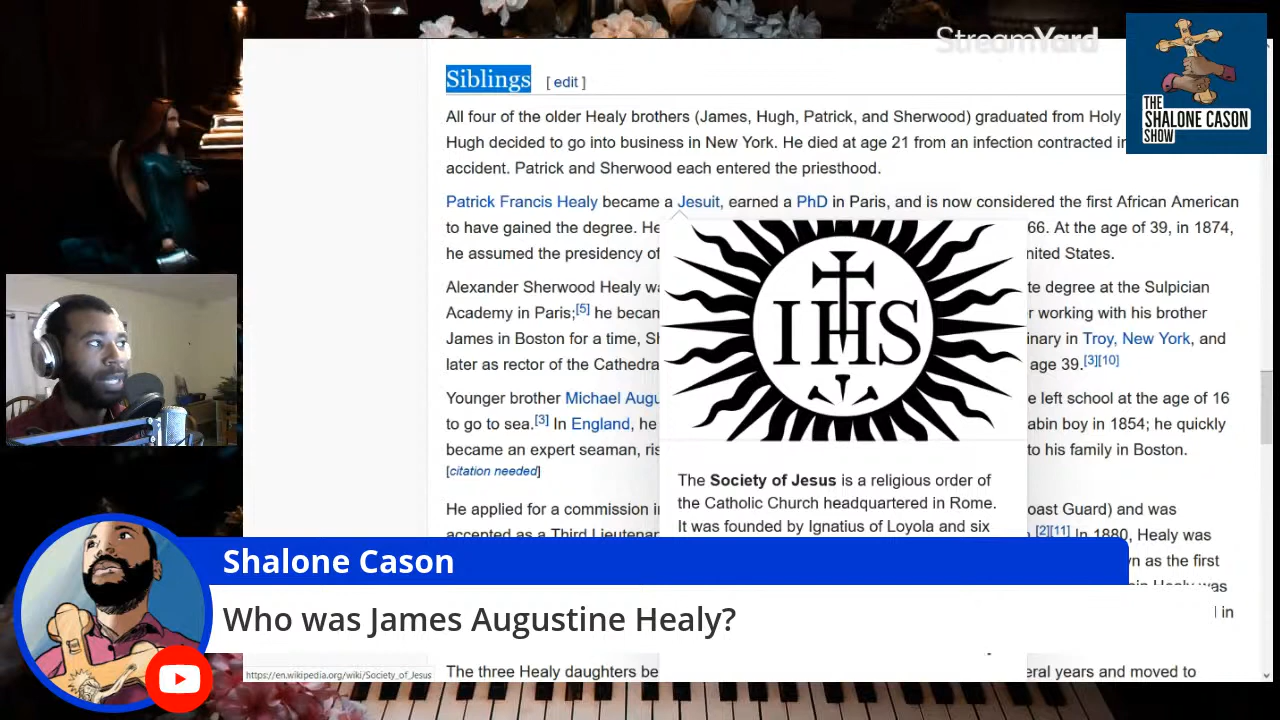 StreamYard
THE
SHALONE CASON
SHOW
Siblings [ edit ]
All four of the older Healy brothers (James, Hugh, Patrick, and Sherwood) graduated from Holy
Hugh decided to go into business in New York. He died at age 21 from an infection contracted in
accident. Patrick and Sherwood each entered the priesthood.
Patrick Francis Healy became a Jesuit, earned a PhD in Paris, and is now considered the first African American
to have gained the degree. He 66. At the age of 39, in 1874,
he assumed the presidency of nited States.
Alexander Sherwood Healy wa te degree at the Sulpician
Academy in Paris;[5] he becam r working with his brother
James in Boston for a time, Sh inary in Troy, New York, and
later as rector of the Cathedra age 39.[3][10]
Younger brother Michael Augu e left school at the age of 16
to go to sea.[3] In England, he abin boy in 1854; he quickly
became an expert seaman, ris to his family in Boston.
[citation needed]
He applied for a commission i oast Guard) and was
accepted as a Third Lieutenan [2][11] In 1880, Healy was
vn as the first
Healy was
l in
The three Healy daughters be eral years and moved to
IHS
The Society of Jesus is a religious order of
the Catholic Church headquartered in Rome.
It was founded by Ignatius of Loyola and six
Shalone Cason
Who was James Augustine Healy?
https://en.wikipedia.org/wiki/Society_of_Jesus